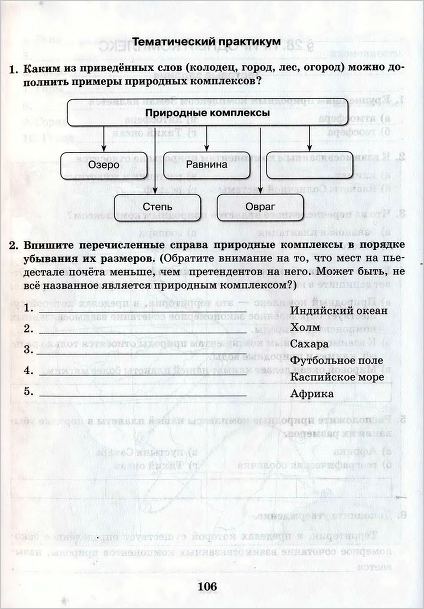 Тематический практикум
1. Каким из приведённых слов (колодец, город, лес, огород) можно до-
полнить примеры природных комплексов?
Природные комплексы
Озеро
Равнина
Степь
Овраг
2. Впишите перечисленные справа природные комплексы в порядке
убывания их размеров. (Обратите внимание на то, что мест на пье-
дестале почёта меньше, чем претендентов на него. Может быть, не
всё названное является природным комплексом?)
1.
Индийский океан
2.
Холм
3.
Сахара
Футбольное поле
4.
Каспийское море
5.
Африка
106